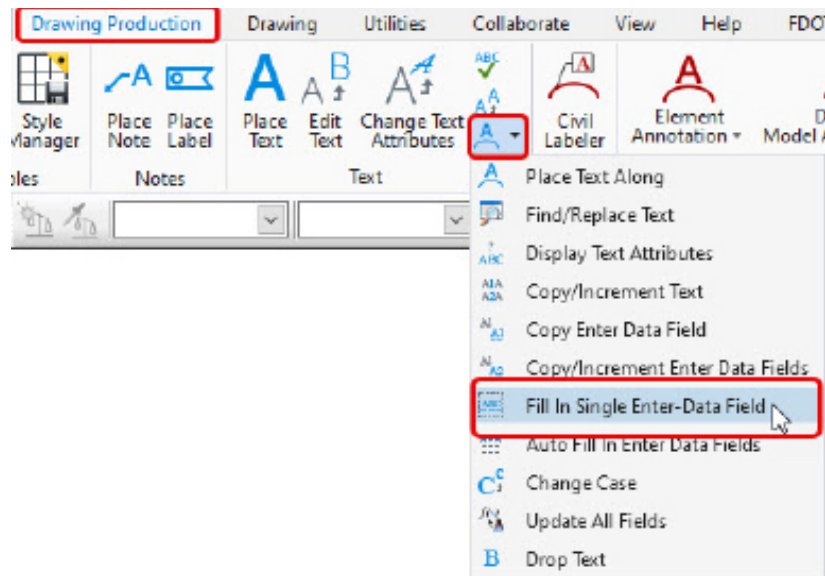 Drawing Production Drawing Utilities Collaborate View Help FDOT
Style Manager
Place Note
Place Label
Place Text
Edit Text
Change Text Attributes
ABC
Civil Labeler
Element Annotation
Model
Notes
Text
Place Text Along
Find/Replace Text
Display Text Attributes
Copy/Increment Text
Copy Enter Data Field
Copy/Increment Enter Data Fields
Fill In Single Enter-Data Field
Auto Fill In Enter Data Fields
Change Case
Update All Fields
Drop Text